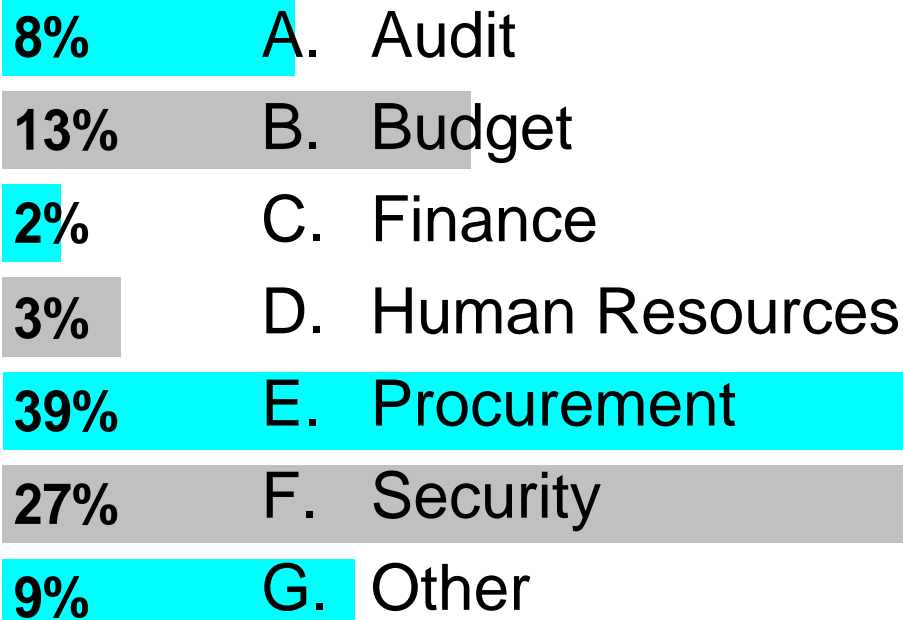 8% A. Audit
13% B. Budget
2% C. Finance
3% D. Human Resources
39% E. Procurement
27% F. Security
9% G. Other